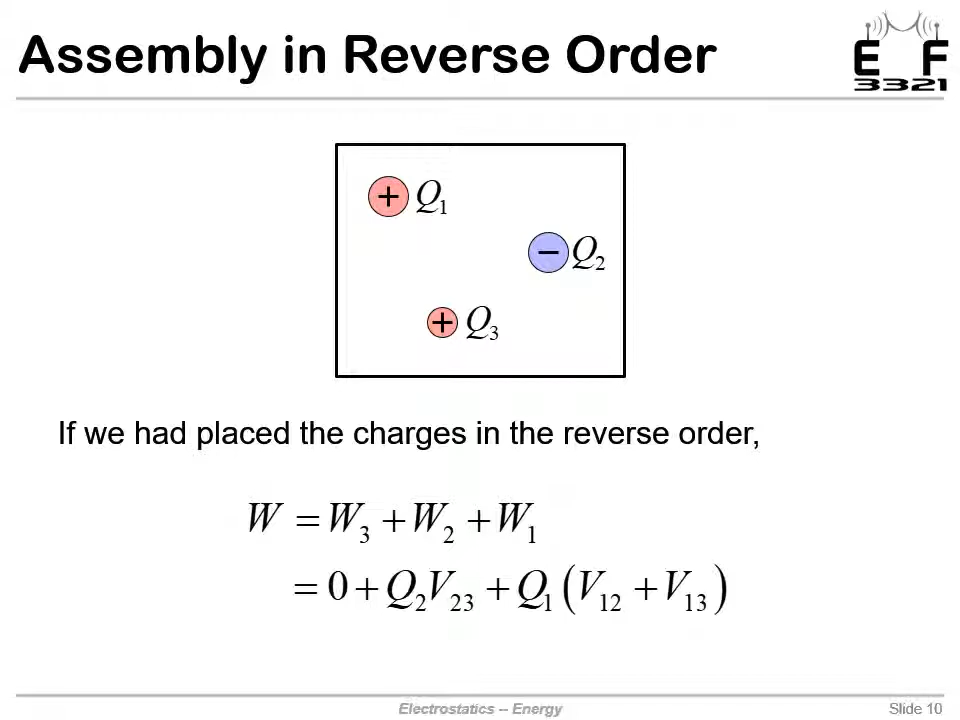 Assembly in Reverse Order
E F
3321
+ Q₁
− Q₂
+ Q₃
If we had placed the charges in the reverse order,
W = W₃ + W₂ + W₁
= 0 + Q₂V₂₃ + Q₁(V₁₂ + V₁₃)
Electrostatics -- Energy
Slide 10